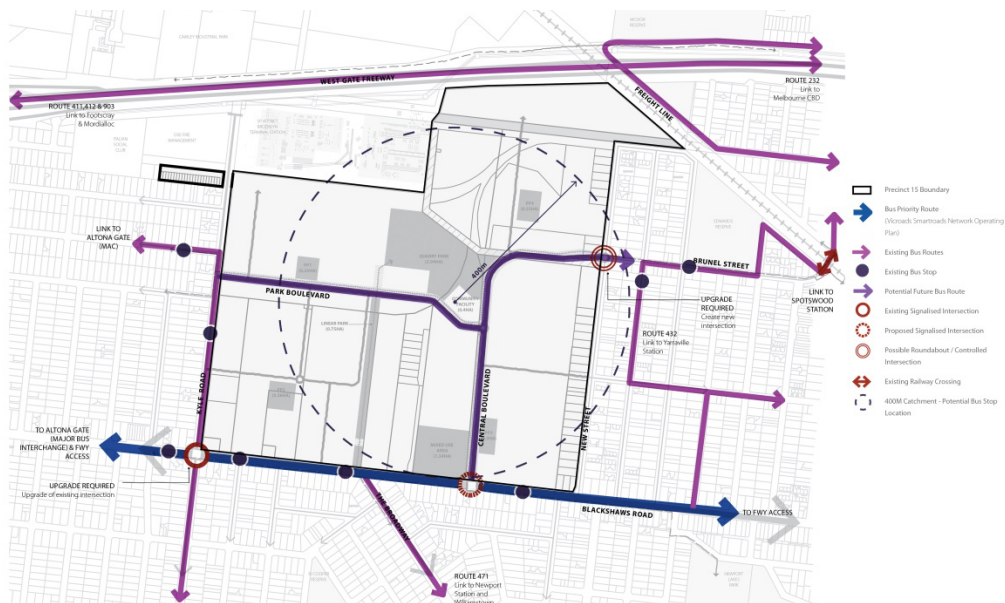 WEST GATE FREEWAY
ROUTE 411,412 & 903
Link to Footscray
& Mordialloc
FREIGHT LINE
ROUTE 232
Link to
Melbourne CBD
LINK TO
ALTONA GATE
(MAC)
PARK BOULEVARD
400m
BRUNEL STREET
LINK TO
SPOTSWOOD
STATION
UPGRADE
REQUIRED
Create new
intersection
ROUTE 432
Link to Yarraville
Station
KYLE ROAD
CENTRAL BOULEVARD
NEW STREET
TO ALTONA GATE
(MAJOR BUS
INTERCHANGE) & FWY
ACCESS
UPGRADE REQUIRED
Upgrade of existing intersection
THE BROADWAY
BLACKSHAWS ROAD
TO FWY ACCESS
ROUTE 471
Link to Newport
Station and
Precinct 15 Boundary
Bus Priority Route
(Vicroads Smartroads Network Operating
Plan)
Existing Bus Routes
Existing Bus Stop
Potential Future Bus Route
Existing Signalised Intersection
Proposed Signalised Intersection
Possible Roundabout / Controlled
Intersection
Existing Railway Crossing
400M Catchment - Potential Bus Stop
Location